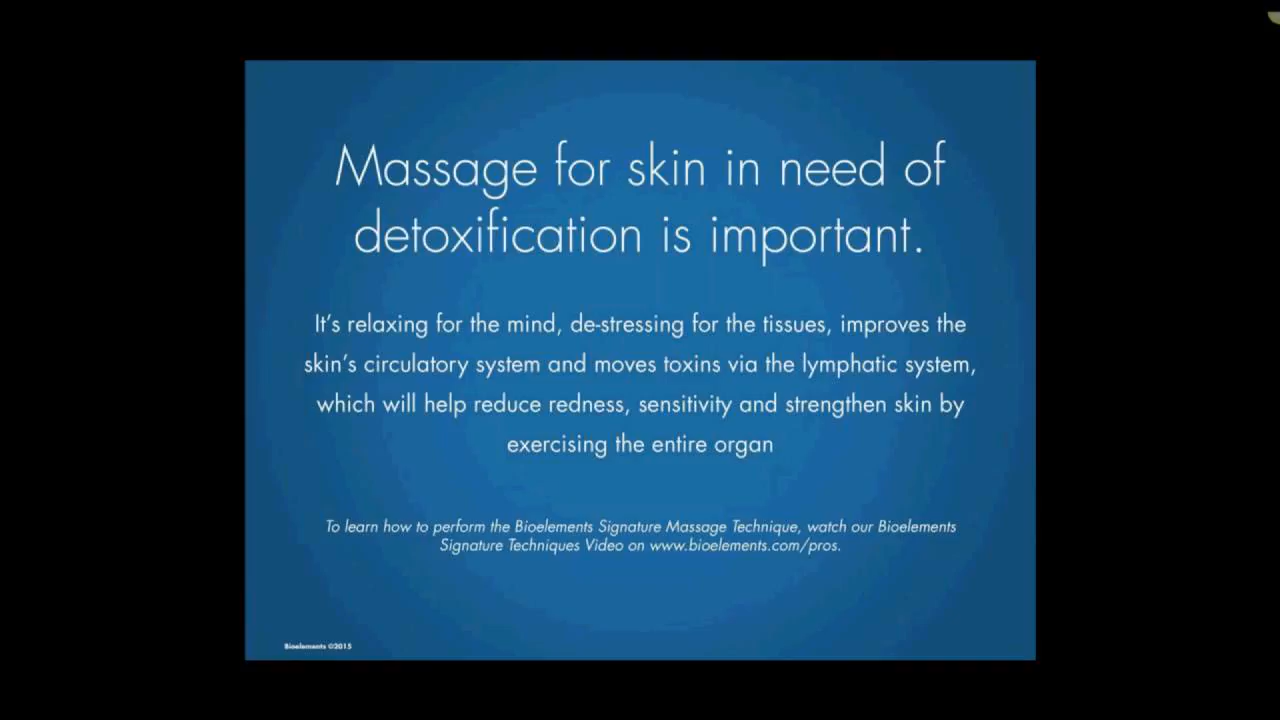 Massage for skin in need of
detoxification is important.
It's relaxing for the mind, de-stressing for the tissues, improves the
skin's circulatory system and moves toxins via the lymphatic system,
which will help reduce redness, sensitivity and strengthen skin by
exercising the entire organ
To learn how to perform the Bioelements Signature Massage Technique, watch our Bioelements
Signature Techniques Video on www.bioelements.com/pros.
Bioelements ©2015